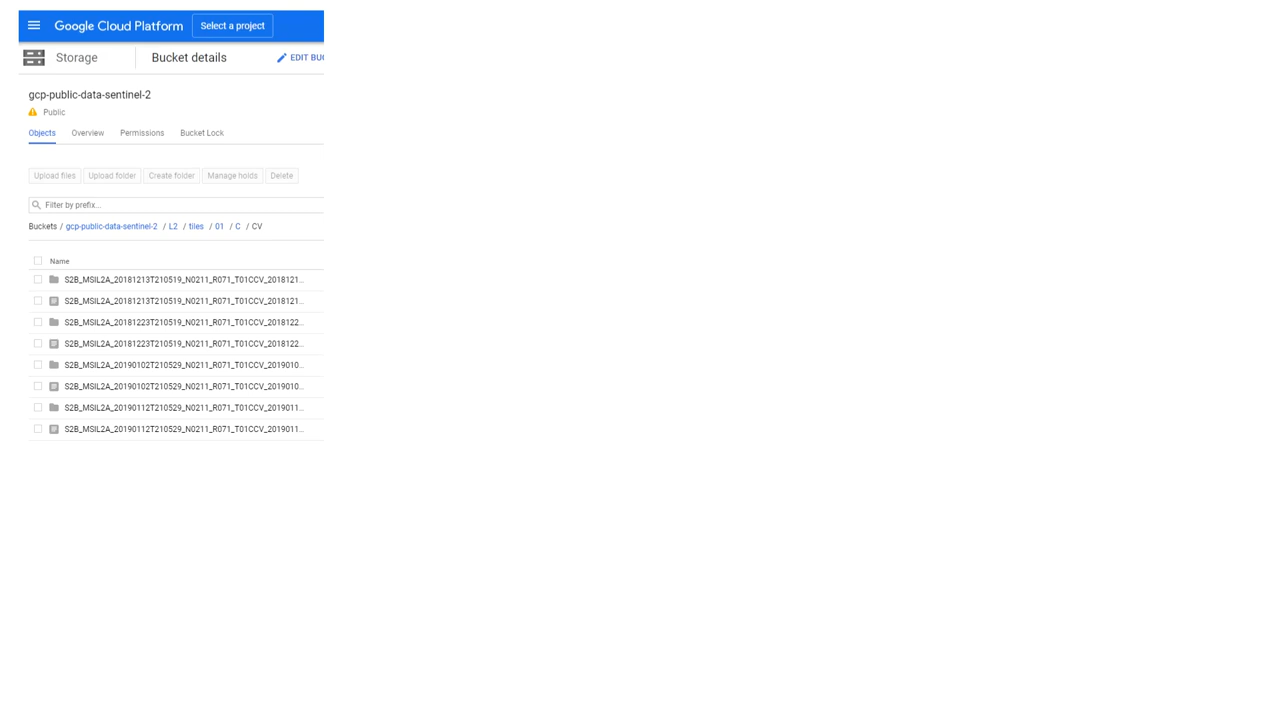 Google Cloud Platform Select a project
Storage Bucket details EDIT BUC
gcp-public-data-sentinel-2
Public
Objects Overview Permissions Bucket Lock
Upload files Upload folder Create folder Manage holds Delete
Filter by prefix...
Buckets / gcp-public-data-sentinel-2 / L2 / tiles / 01 / C / CV
Name
S2B_MSIL2A_20181213T210519_N0211_R071_T01CCV_2018121...
S2B_MSIL2A_20181213T210519_N0211_R071_T01CCV_2018121...
S2B_MSIL2A_20181223T210519_N0211_R071_T01CCV_2018122...
S2B_MSIL2A_20181223T210519_N0211_R071_T01CCV_2018122...
S2B_MSIL2A_20190102T210529_N0211_R071_T01CCV_2019010...
S2B_MSIL2A_20190102T210529_N0211_R071_T01CCV_2019010...
S2B_MSIL2A_20190112T210529_N0211_R071_T01CCV_2019011...
S2B_MSIL2A_20190112T210529_N0211_R071_T01CCV_2019011...